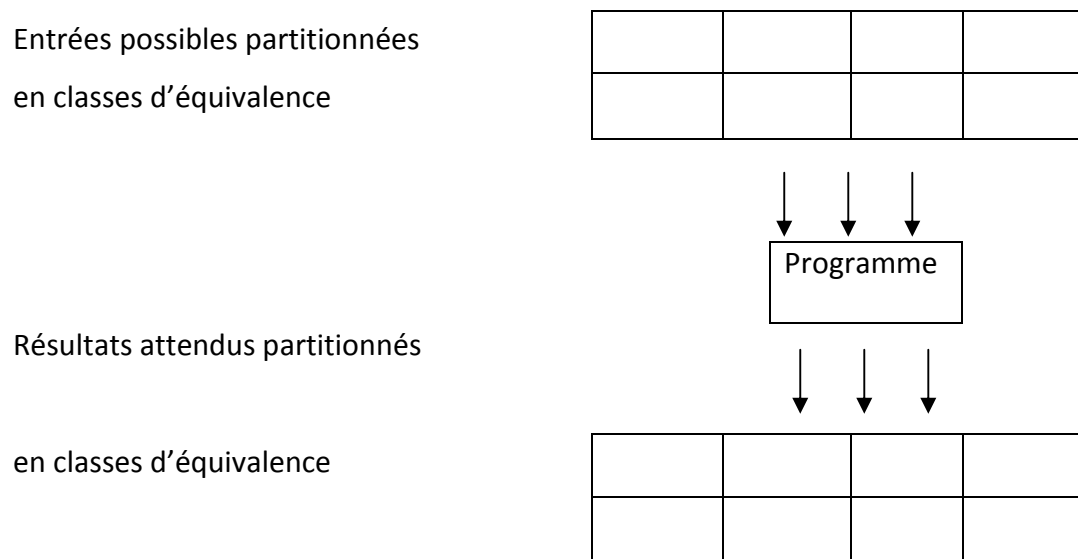 Entrées possibles partitionnées
en classes d'équivalence
Programme
Résultats attendus partitionnés
en classes d'équivalence